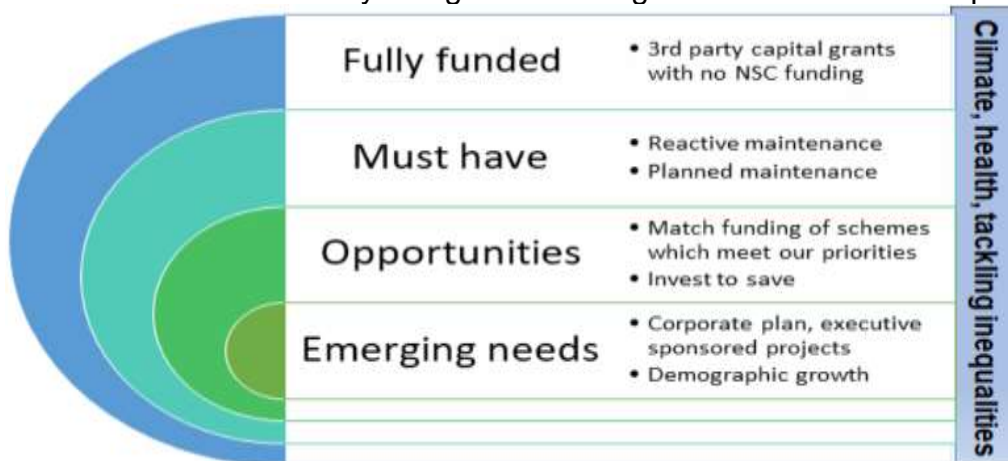 Fully funded
• 3rd party capital grants
with no NSC funding
Must have
• Reactive maintenance
• Planned maintenance
Opportunities
• Match funding of schemes
which meet our priorities
• Invest to save
Emerging needs
• Corporate plan, executive
sponsored projects
• Demographic growth
Climate, health, tackling inequalities